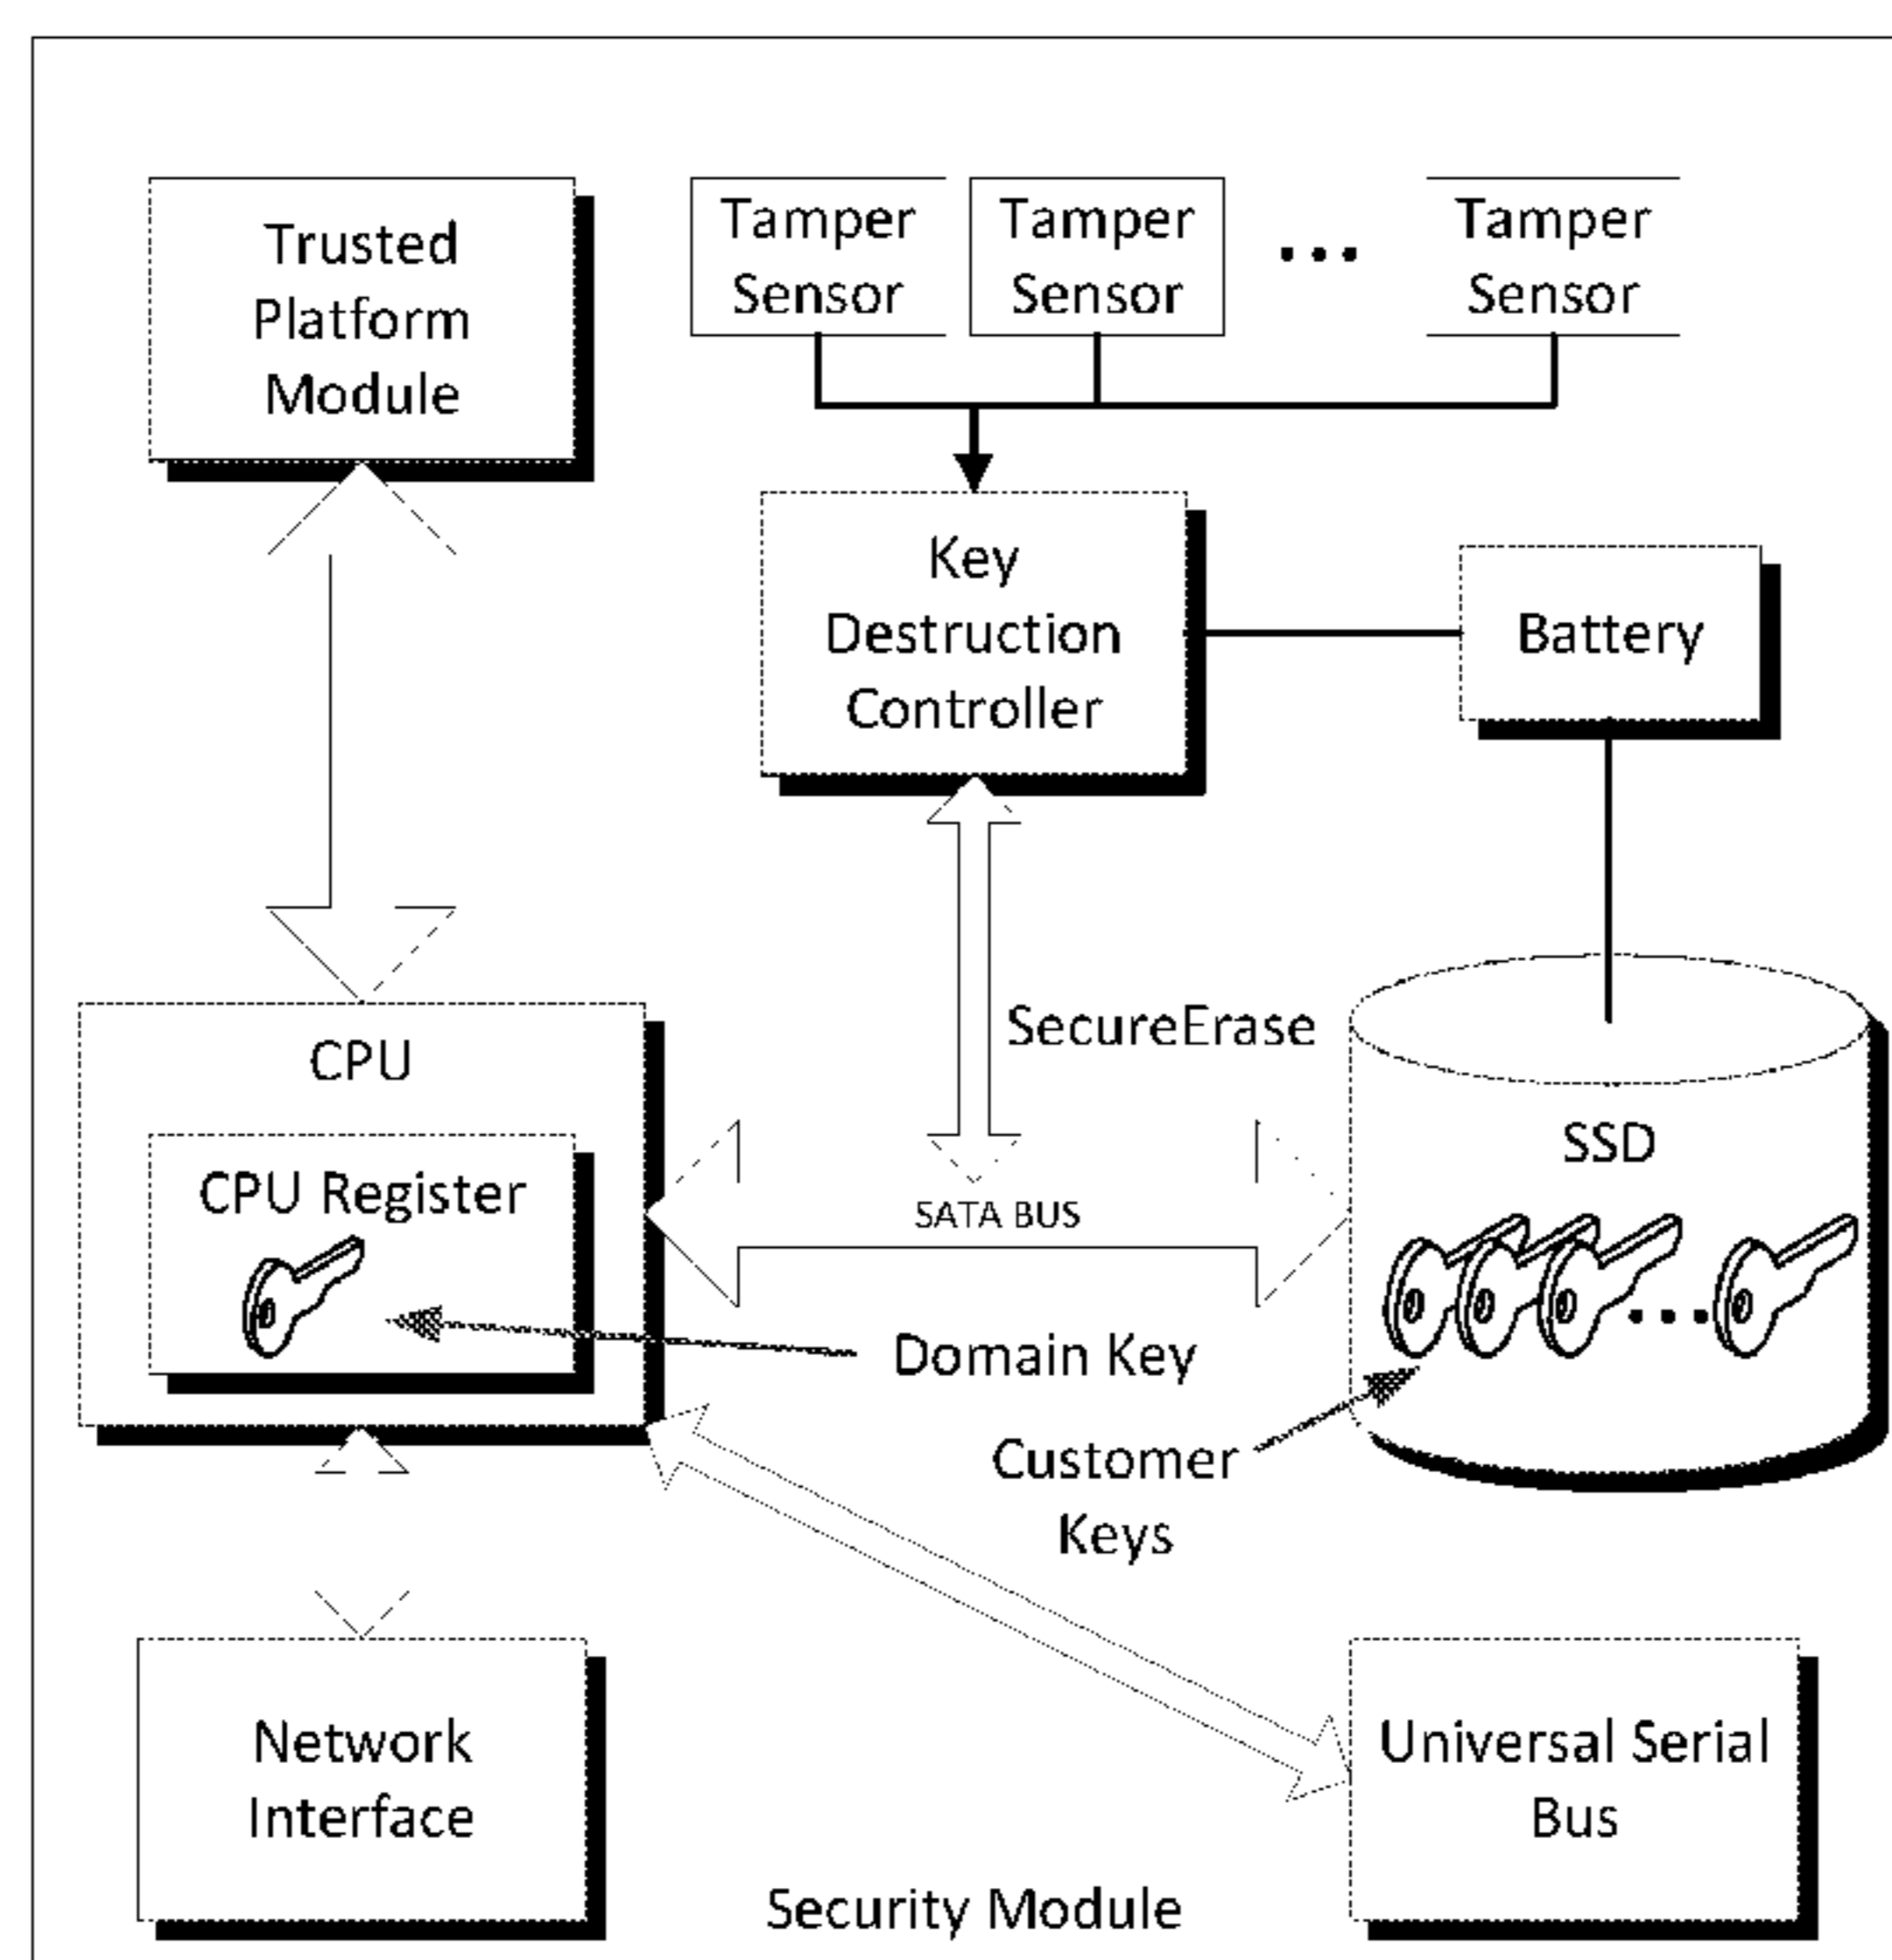 Trusted
Platform
Module
Tamper
Sensor
Tamper
Sensor
...
Tamper
Sensor
Key
Destruction
Controller
Battery
CPU
CPU Register
SecureErase
SATA BUS
SSD
...
Domain Key
Customer
Keys
Network
Interface
Universal Serial
Bus
Security Module